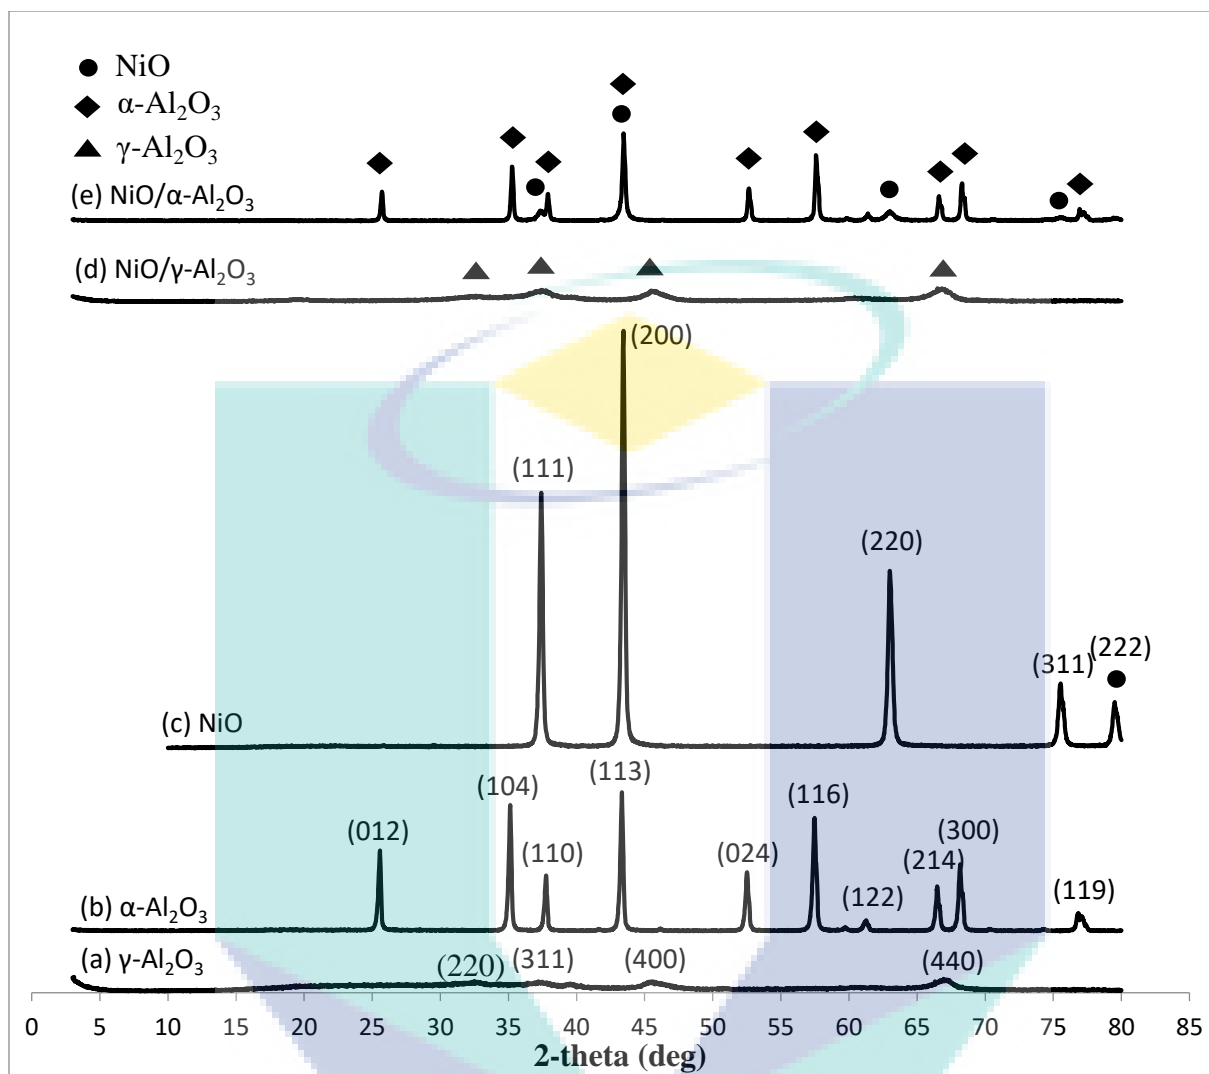 NiO
α-Al₂O₃
γ-Al₂O₃
(e) NiO/α-Al₂O₃
(d) NiO/γ-Al₂O₃
(200)
(111)
(220)
(311)
(222)
(c) NiO
(113)
(104)
(116)
(012)
(300)
(110)
(024)
(214)
(122)
(119)
(b) α-Al₂O₃
(a) γ-Al₂O₃
(220)
(311)
(400)
(440)
0 5 10 15 20 25 30 35 40 45 50 55 60 65 70 75 80 85
2-theta (deg)